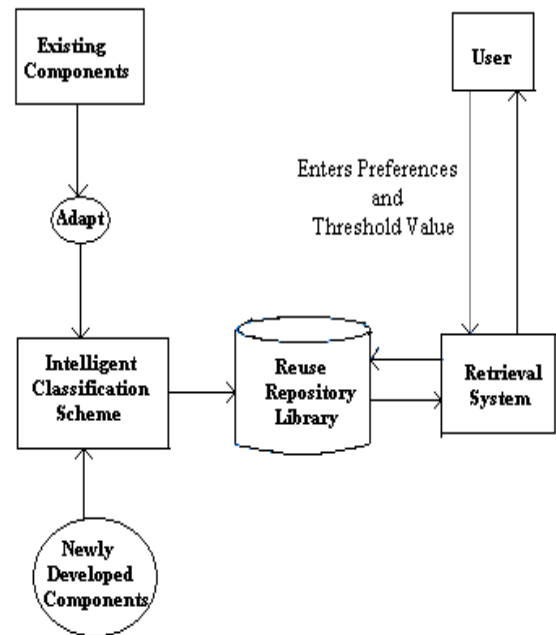 Existing
Components
User
Enters Preferences
and
Threshold Value
Adapt
Intelligent
Classification
Scheme
Reuse
Repository
Library
Retrieval
System
Newly
Developed
Components